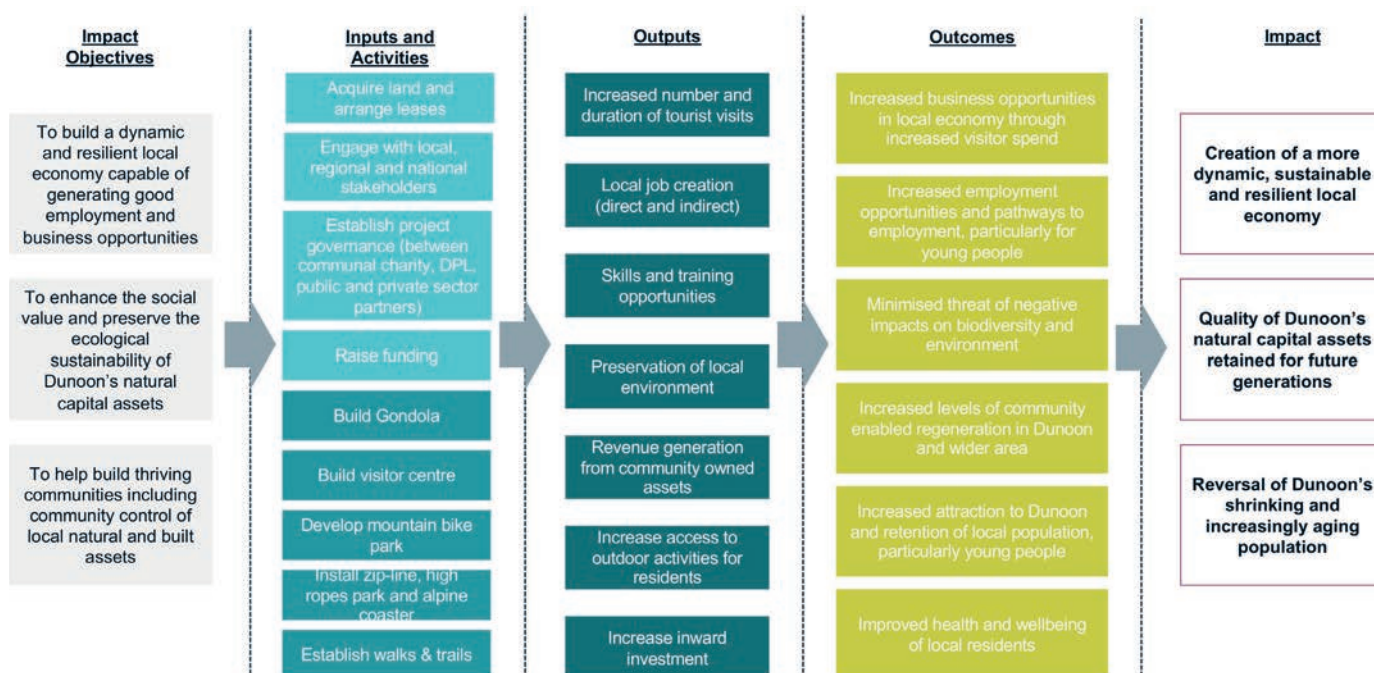 Impact
Objectives
To build a dynamic
and resilient local
economy capable of
generating good
employment and
business opportunities
To enhance the social
value and preserve the
ecological
sustainability of
Dunoon's natural
capital assets
To help build thriving
communities including
community control of
local natural and built
assets
Inputs and
Activities
Acquire land and
arrange leases
Engage with local,
regional and national
stakeholders
Establish project
governance (between
communal charity, DPL,
public and private sector
partners)
Raise funding
Build Gondola
Build visitor centre
Develop mountain bike
park
Install zip-line, high
ropes park and alpine
coaster
Establish walks & trails
Outputs
Increased number and
duration of tourist visits
Local job creation
(direct and indirect)
Skills and training
opportunities
Preservation of local
environment
Revenue generation
from community owned
assets
Increase access to
outdoor activities for
residents
Increase inward
investment
Outcomes
Increased business opportunities
in local economy through
increased visitor spend
Increased employment
opportunities and pathways to
employment, particularly for
young people
Minimised threat of negative
impacts on biodiversity and
environment
Increased levels of community
enabled regeneration in Dunoon
and wider area
Increased attraction to Dunoon
and retention of local population,
particularly young people
Improved health and wellbeing
of local residents
Impact
Creation of a more
dynamic, sustainable
and resilient local
economy
Quality of Dunoon's
natural capital assets
retained for future
generations
Reversal of Dunoon's
shrinking and
increasingly aging
population